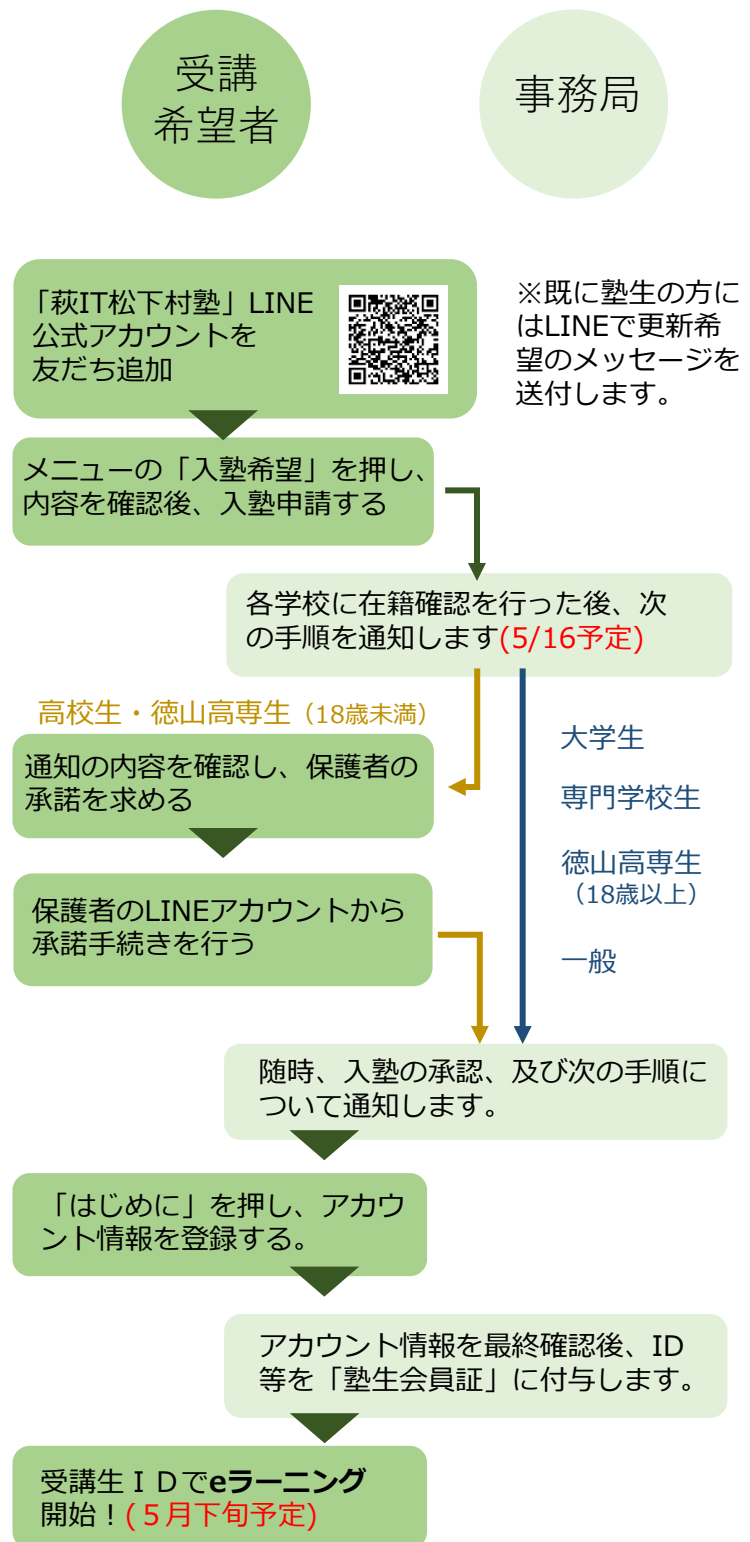 受講
希望者
事務局
「萩IT松下村塾」LINE
公式アカウントを
友だち追加
※既に塾生の方に
はLINEで更新希
望のメッセージを
送付します。
メニューの「入塾希望」を押し、
内容を確認後、入塾申請する
各学校に在籍確認を行った後、次
の手順を通知します(5/16予定)
高校生・徳山高専生（18歳未満）
通知の内容を確認し、保護者の
承諾を求める
大学生
専門学校生
徳山高専生
（18歳以上）
一般
保護者のLINEアカウントから
承諾手続きを行う
随時、入塾の承認、及び次の手順に
ついて通知します。
「はじめに」を押し、アカウ
ント情報を登録する。
アカウント情報を最終確認後、ID
等を「塾生会員証」に付与します。
受講生ＩＤでeラーニング
開始！(５月下旬予定)